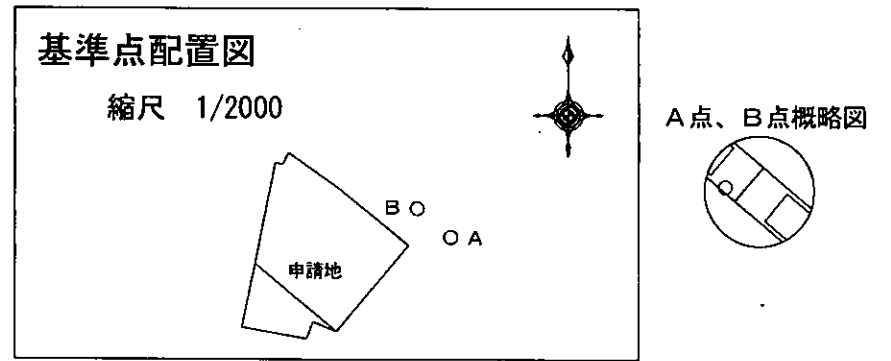 基準点配置図
縮尺 1/2000
A点、B点概略図
B
A
申請地